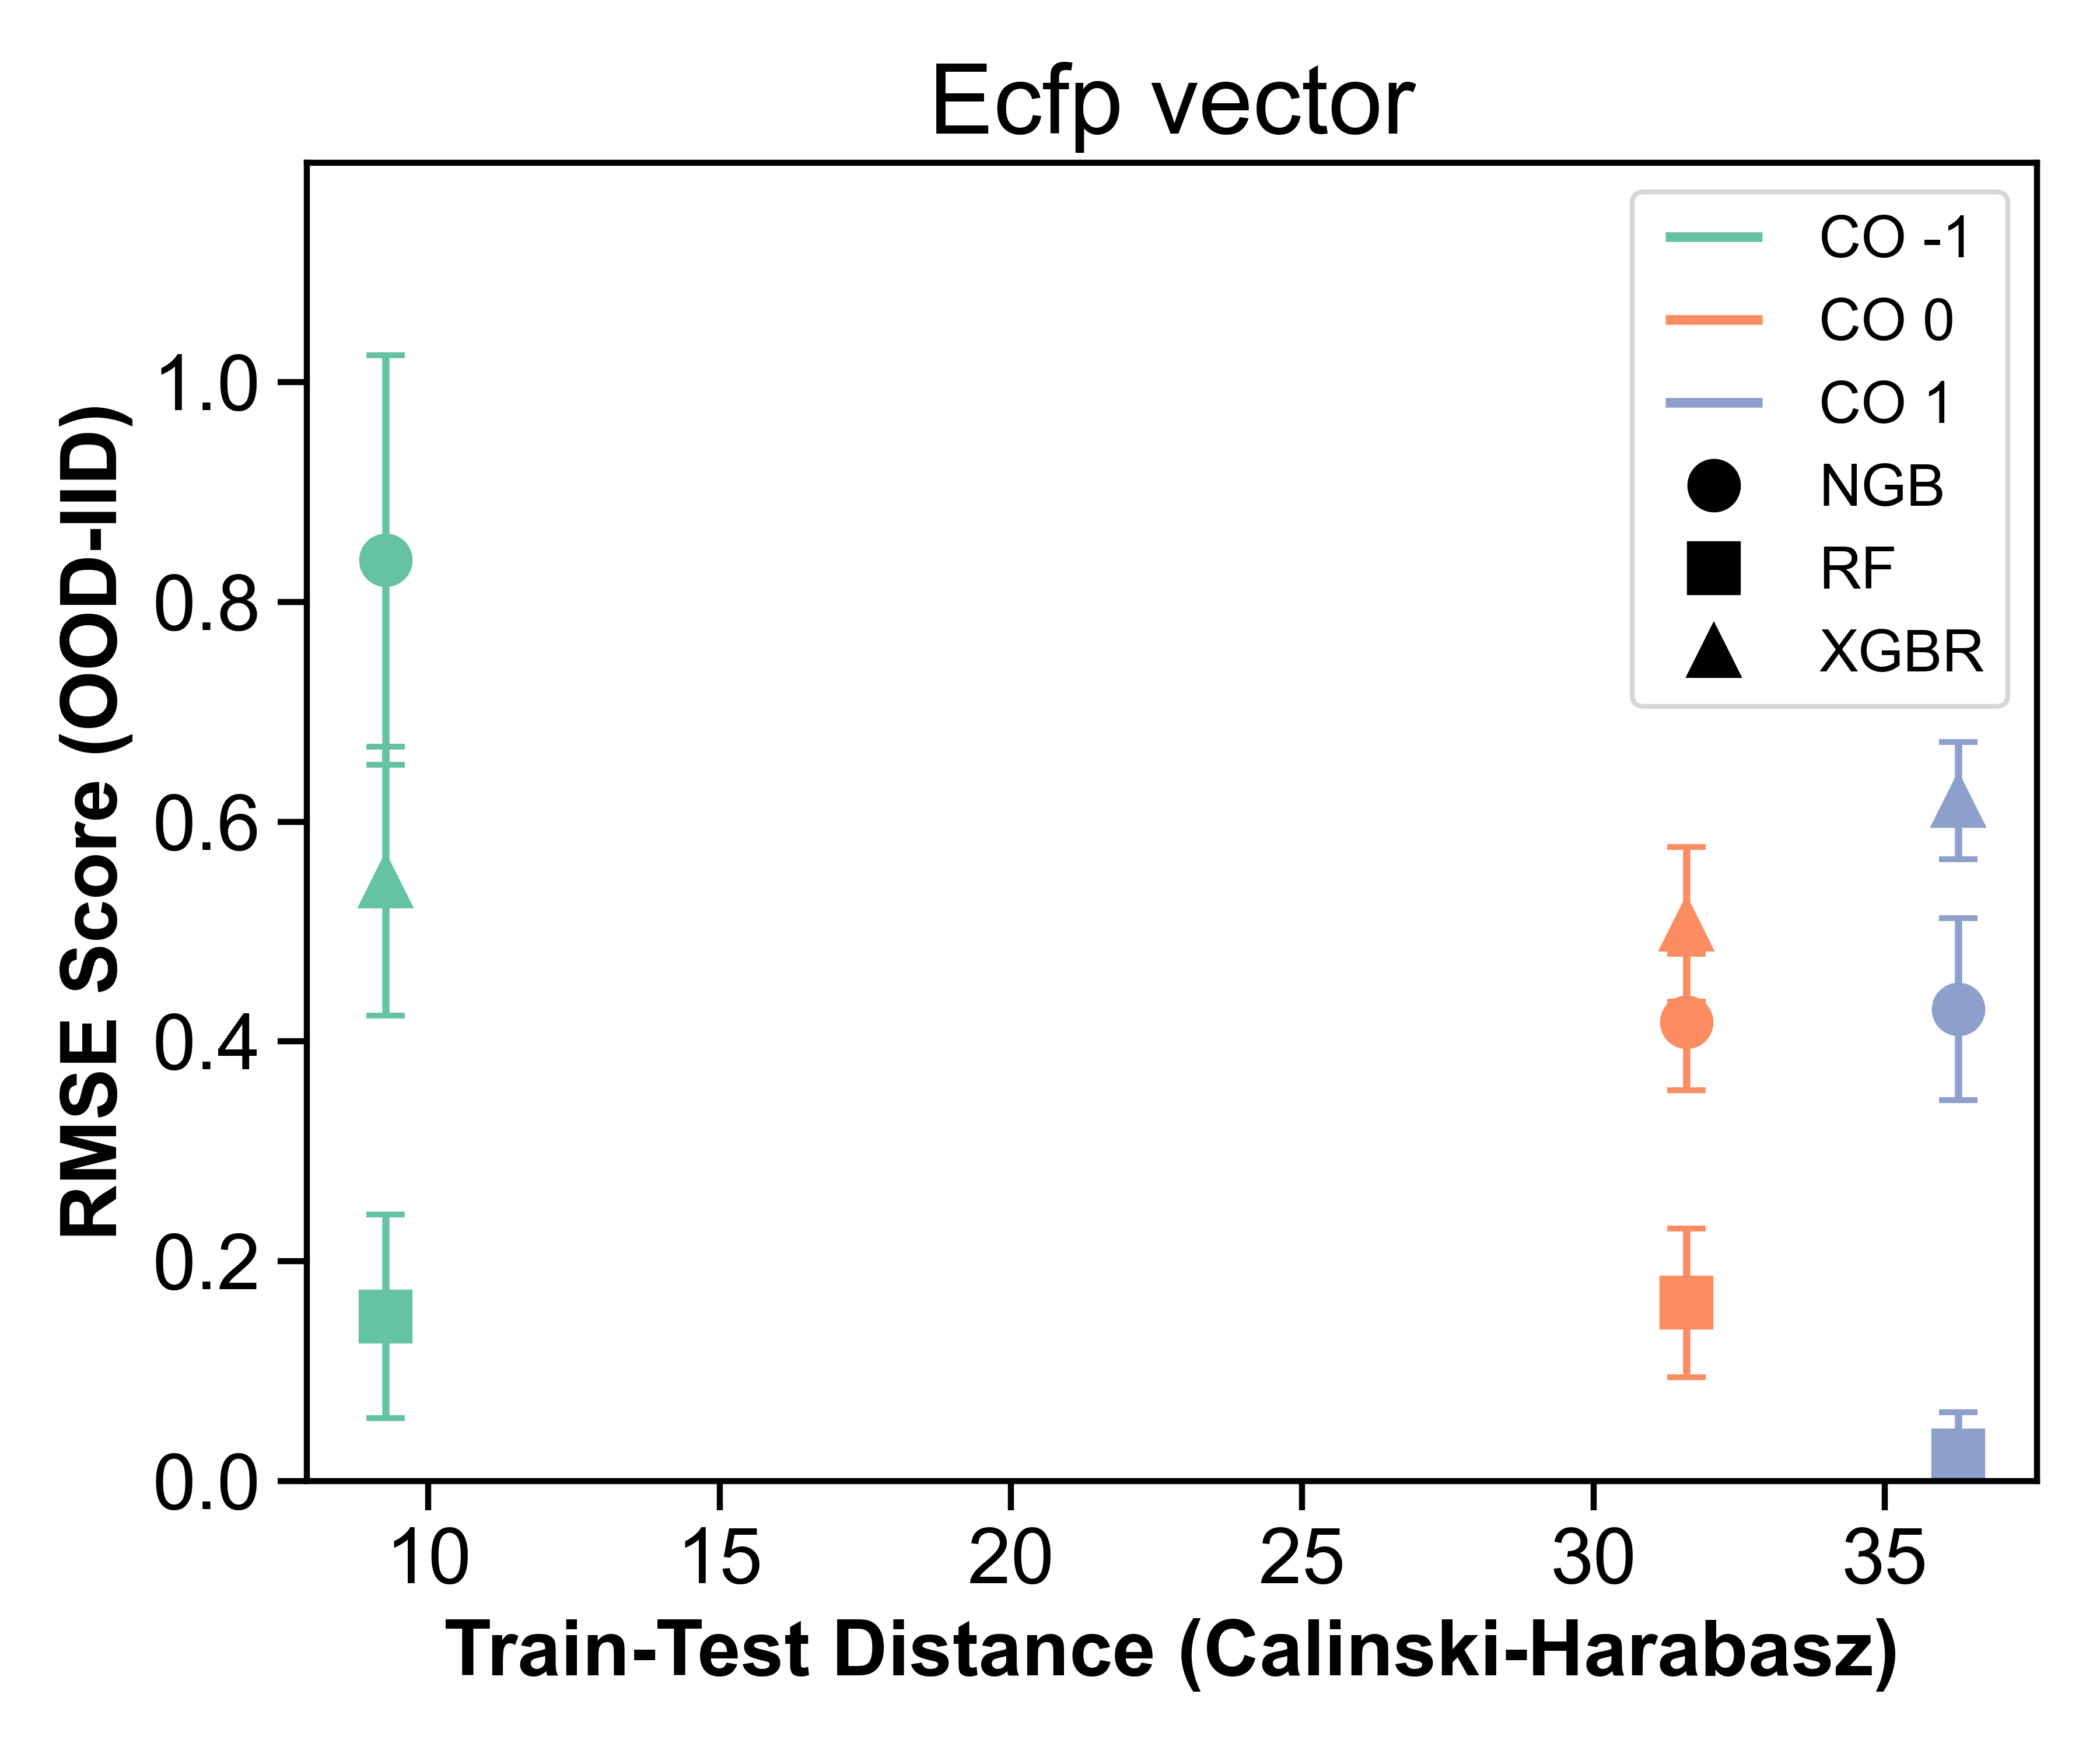 Ecfp vector
CO -1
CO 0
CO 1
NGB
RF
XGBR
RMSE Score (OOD-IID)
1.0
0.8
0.6
0.4
0.2
0.0
10 15 20 25 30 35
Train-Test Distance (Calinski-Harabasz)